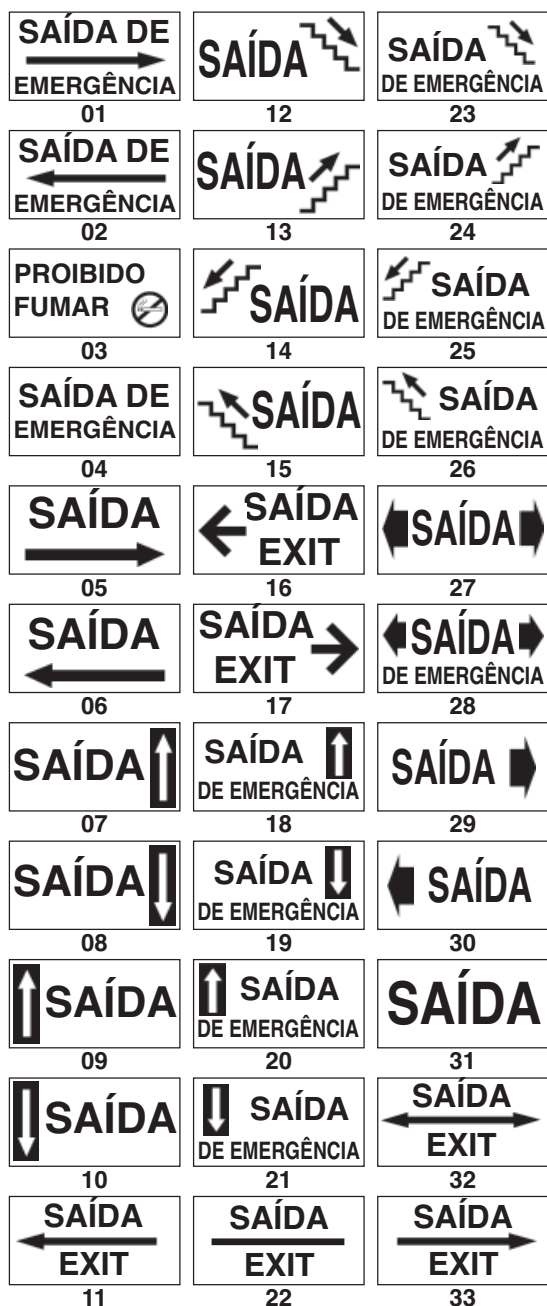 SAÍDA DE
EMERGÊNCIA
01
SAÍDA
12
SAÍDA
DE EMERGÊNCIA
23
SAÍDA DE
EMERGÊNCIA
02
SAÍDA
13
SAÍDA
DE EMERGÊNCIA
24
PROIBIDO
FUMAR
03
SAÍDA
14
SAÍDA
DE EMERGÊNCIA
25
SAÍDA DE
EMERGÊNCIA
04
SAÍDA
15
SAÍDA
DE EMERGÊNCIA
26
SAÍDA
05
SAÍDA
EXIT
16
SAÍDA
27
SAÍDA
06
SAÍDA
EXIT
17
SAÍDA
DE EMERGÊNCIA
28
SAÍDA
07
SAÍDA
DE EMERGÊNCIA
18
SAÍDA
29
SAÍDA
08
SAÍDA
DE EMERGÊNCIA
19
SAÍDA
30
SAÍDA
09
SAÍDA
DE EMERGÊNCIA
20
SAÍDA
31
SAÍDA
10
SAÍDA
DE EMERGÊNCIA
21
SAÍDA
EXIT
32
SAÍDA
EXIT
11
SAÍDA
EXIT
22
SAÍDA
EXIT
33